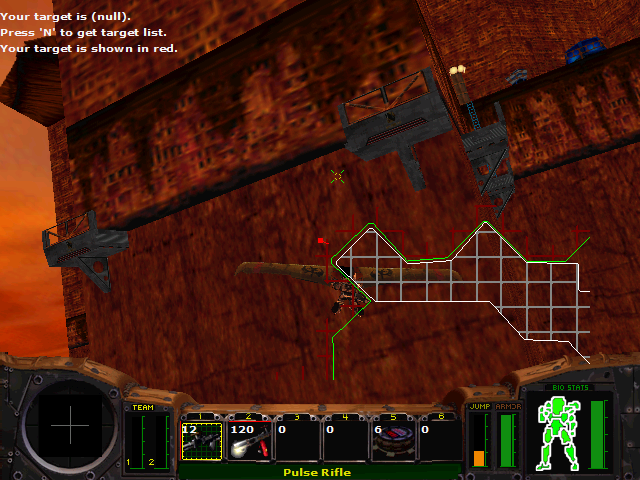 Your target is (null).
Press 'N' to get target list.
Your target is shown in red.
TEAM
1 2
1 2 3 4 5 6
12 120 0 0 6 0
Pulse Rifle
JUMP ARMOR
BIO STATS